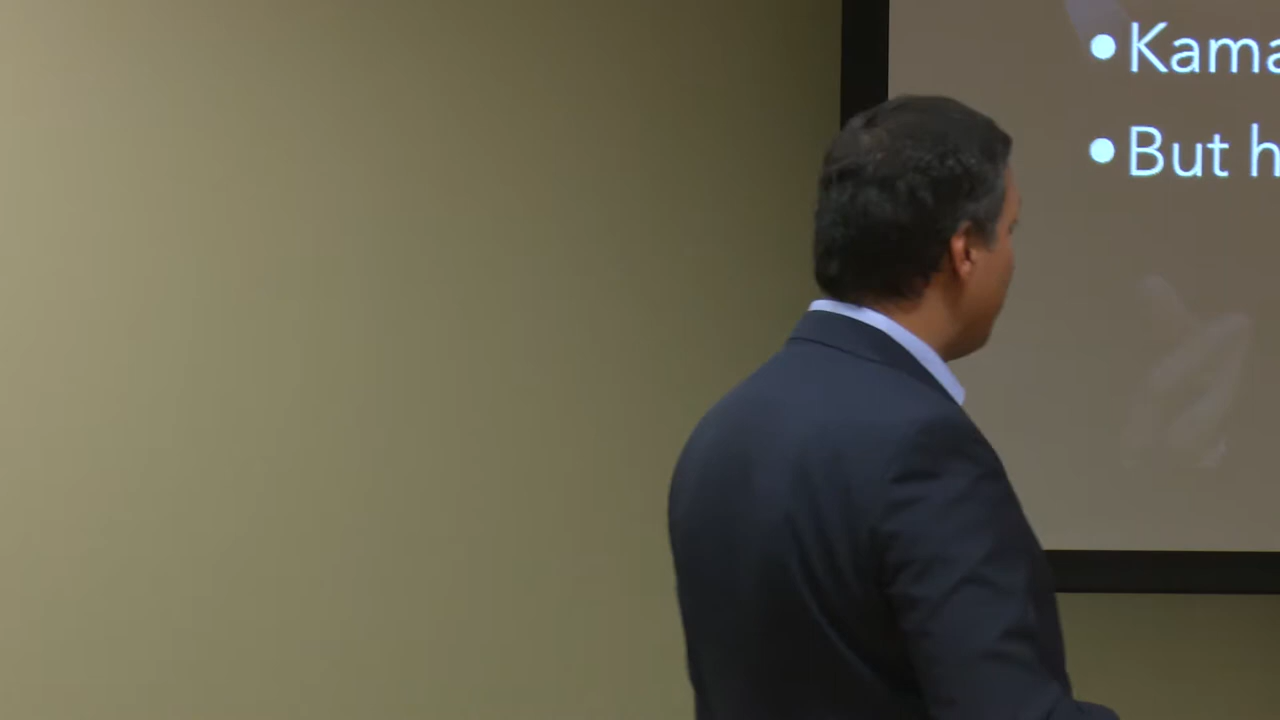 • Kama
• But h